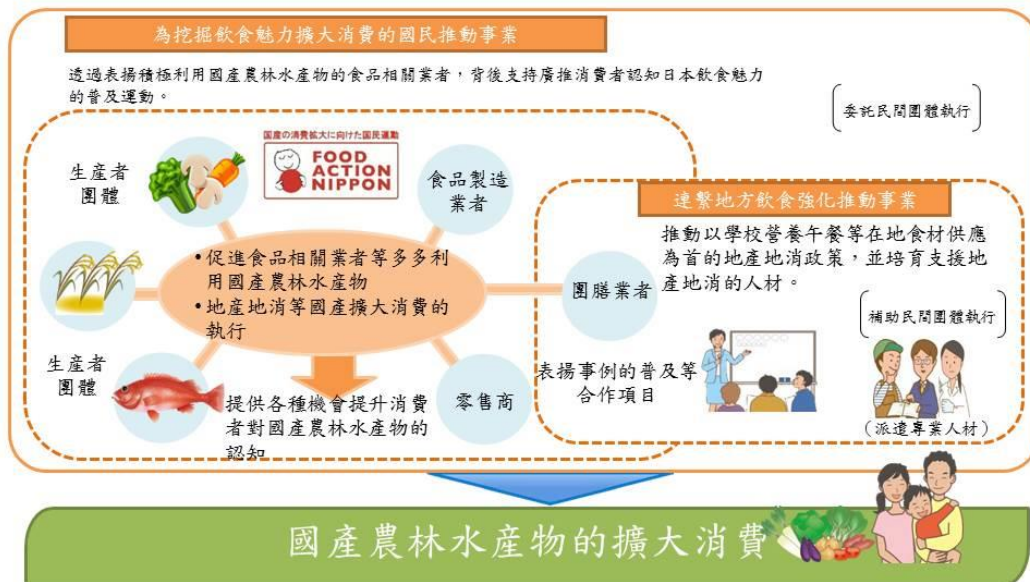 為挖掘飲食魅力擴大消費的國民推動事業
透過表揚積極利用國產農林水產物的食品相關業者，背後支持廣推消費者認知日本飲食魅力
的普及運動。
委託民間團體執行
生產者
團體
国産の消費拡大に向けた国民運動
FOOD
ACTION
NIPPON
食品製造
業者
連繫地方飲食強化推動事業
推動以學校營養午餐等在地食材供應
為首的地產地消政策，並培育支援地
產地消的人材。
•促進食品相關業者等多多利
用國產農林水產物
•地產地消等國產擴大消費的
執行
團膳業者
補助民間團體執行
生產者
團體
表揚事例的普及等
合作項目
零售商
提供各種機會提升消費
者對國產農林水產物的
認知
（派遣專業人材）
國產農林水產物的擴大消費